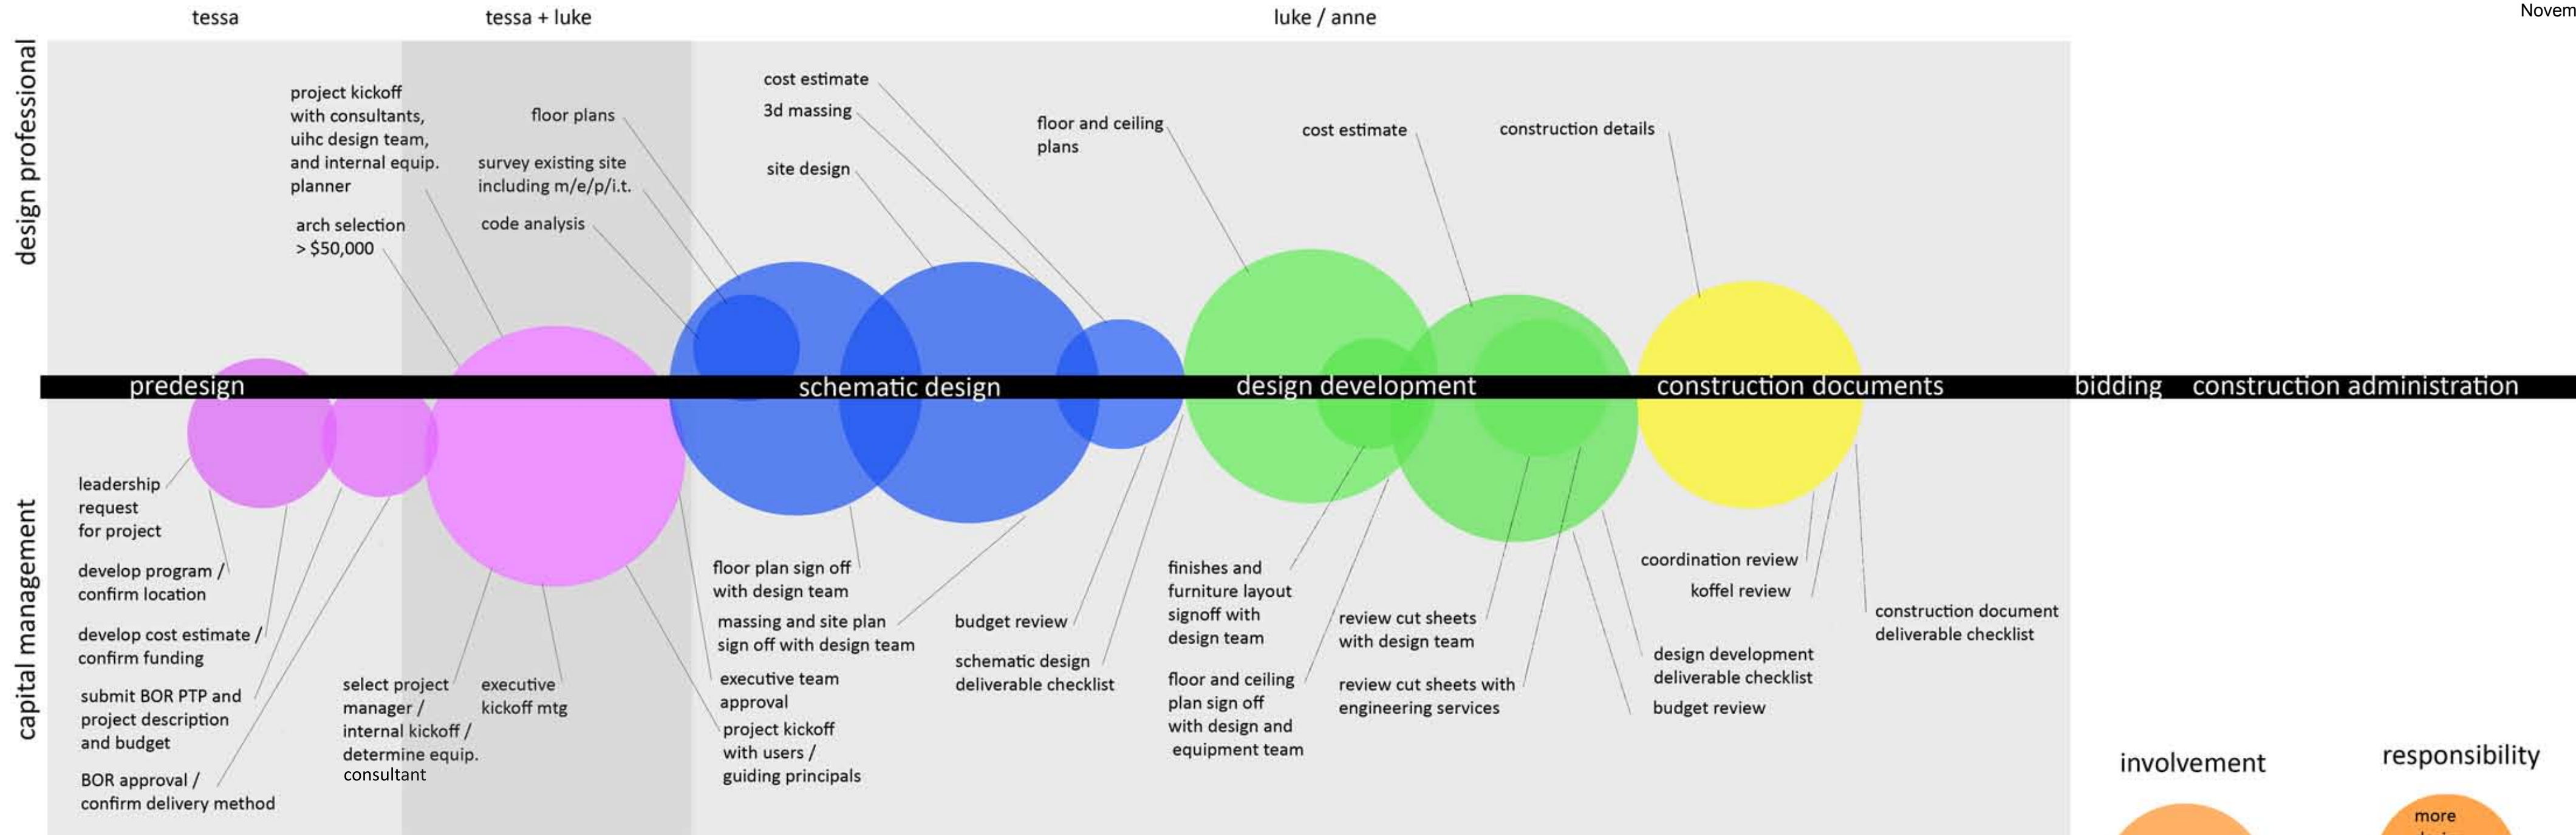 tessa
tessa + luke
luke / anne
Novem
design professional
project kickoff
with consultants,
uihc design team,
and internal equip.
planner
arch selection
> $50,000
floor plans
survey existing site
including m/e/p/i.t.
code analysis
cost estimate
3d massing
site design
floor and ceiling
plans
cost estimate
construction details
predesign
schematic design
design development
construction documents
bidding
construction administration
capital management
leadership
request
for project
develop program /
confirm location
develop cost estimate /
confirm funding
submit BOR PTP and
project description
and budget
BOR approval /
confirm delivery method
select project
manager /
internal kickoff /
determine equip.
consultant
executive
kickoff mtg
floor plan sign off
with design team
massing and site plan
sign off with design team
executive team
approval
project kickoff
with users /
guiding principals
budget review
schematic design
deliverable checklist
finishes and
furniture layout
signoff with
design team
floor and ceiling
plan sign off
with design and
equipment team
review cut sheets
with design team
review cut sheets with
engineering services
coordination review
koffel review
design development
deliverable checklist
budget review
construction document
deliverable checklist
involvement
responsibility
more